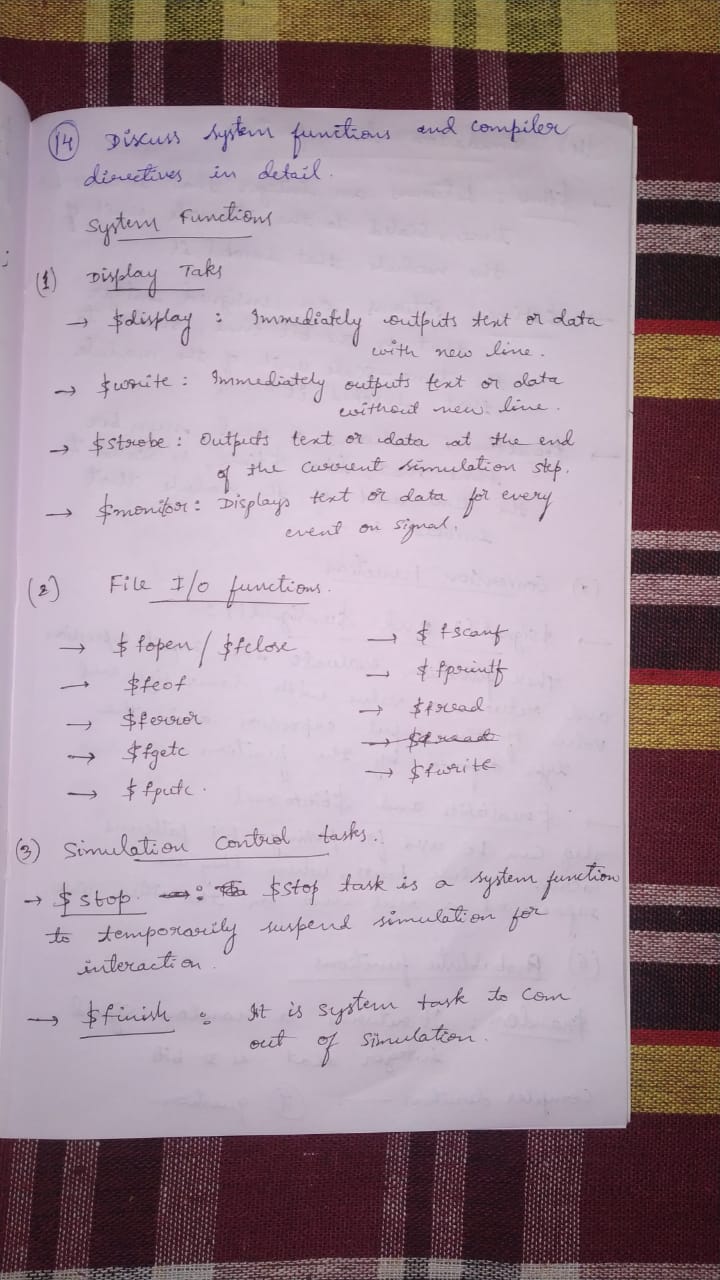 14 Discuss system functions and compiler
directives in detail.
System Functions
(1) Display Taks
→ $display : Immediately outputs text or data
with new line.
→ $write : Immediately outputs text or data
without new line.
→ $strobe : Outputs text or data at the end
of the current simulation step.
→ $monitor : Displays text or data for every
event on signal.
(2) File I/o functions.
→ $fopen / $fclose
→ $feof
→ $ferror
→ $fgetc
→ $fputc.
→ $fscanf
→ $fprintf
→ $fread
→ $fread
→ $fwrite
(3) Simulation Control tasks.
→ $stop : $stop task is a system function
to temporarily suspend simulation for
interaction.
→ $finish : It is system task to com
out of simulation.